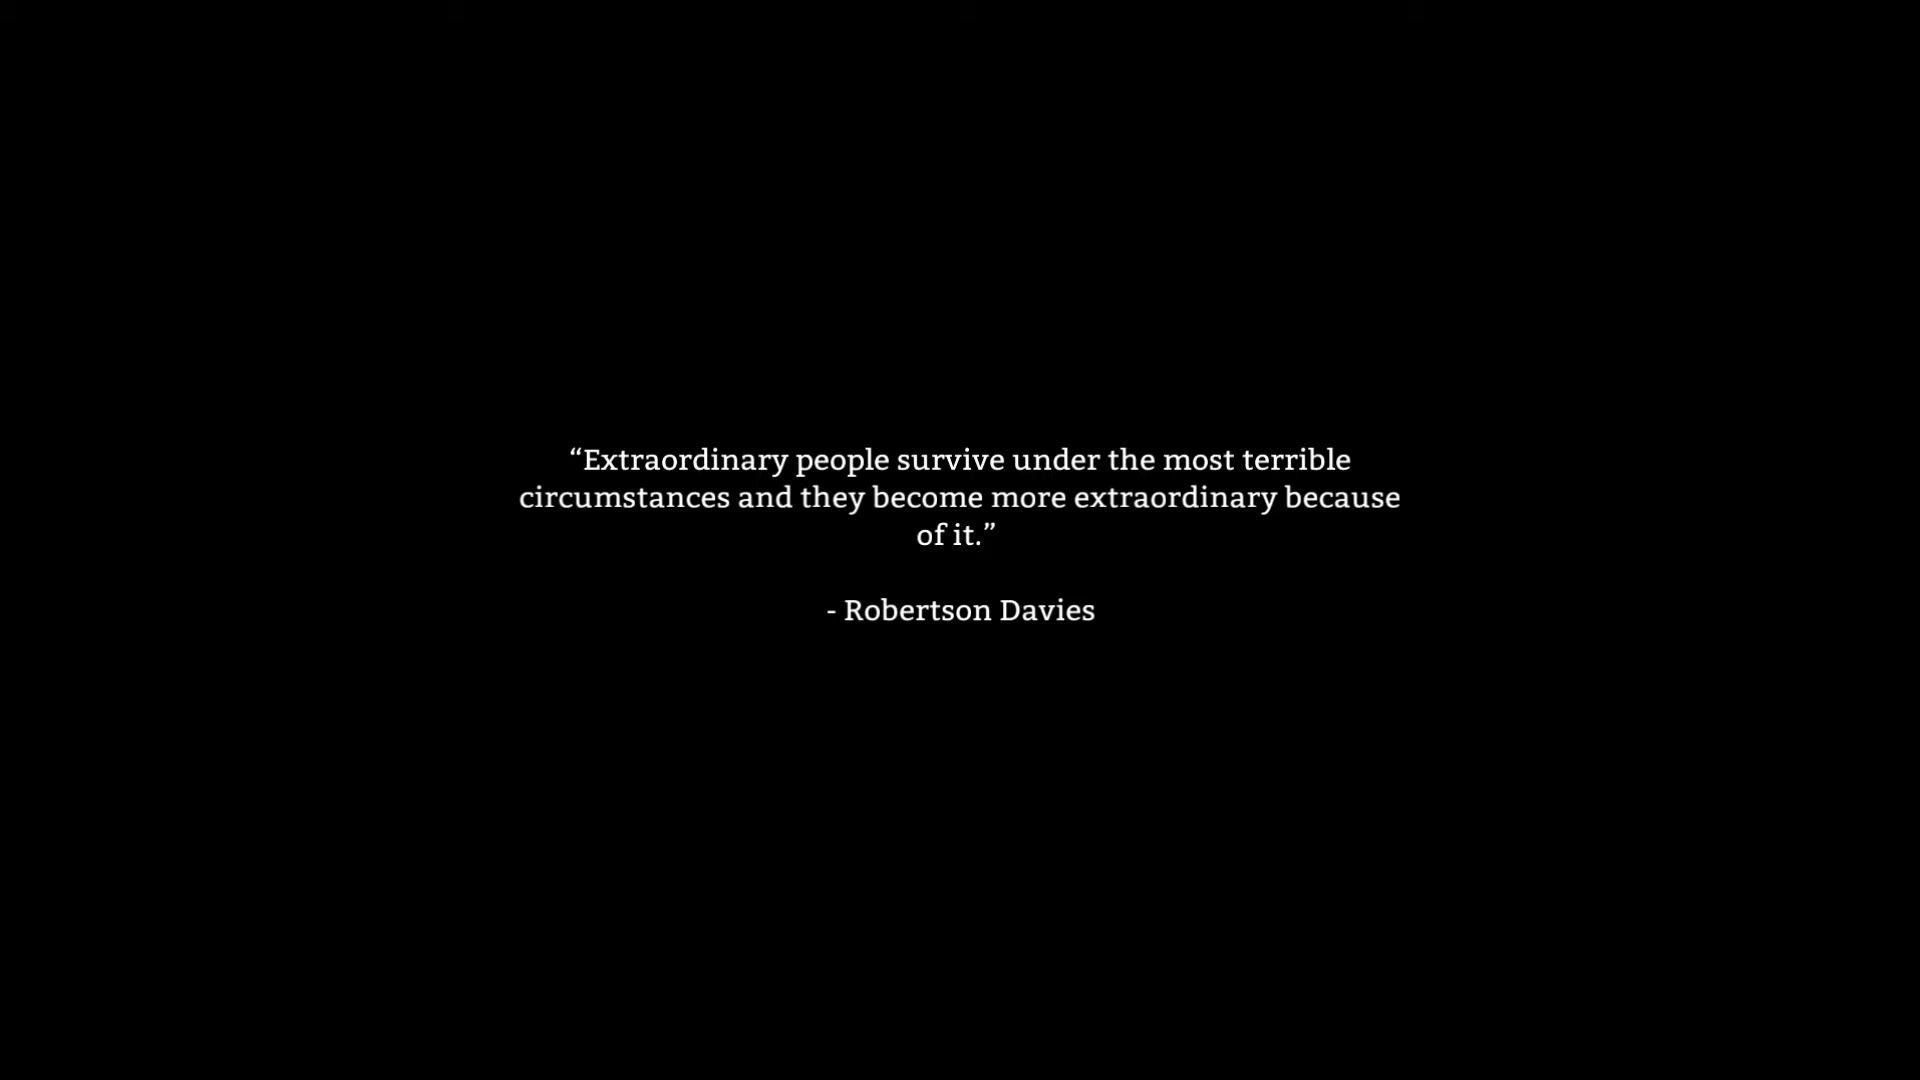 “Extraordinary people survive under the most terrible
circumstances and they become more extraordinary because
of it.”
- Robertson Davies